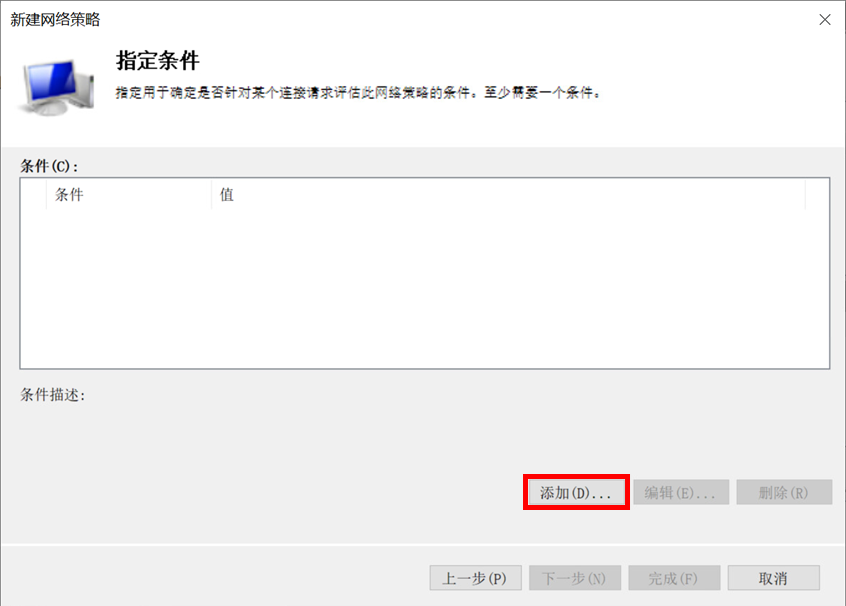 新建网络策略
指定条件
指定用于确定是否针对某个连接请求评估此网络策略的条件。至少需要一个条件。
条件(C):
条件 值
条件描述:
添加(D)... 编辑(E)... 删除(R)
上一步(P) 下一步(N) 完成(F) 取消